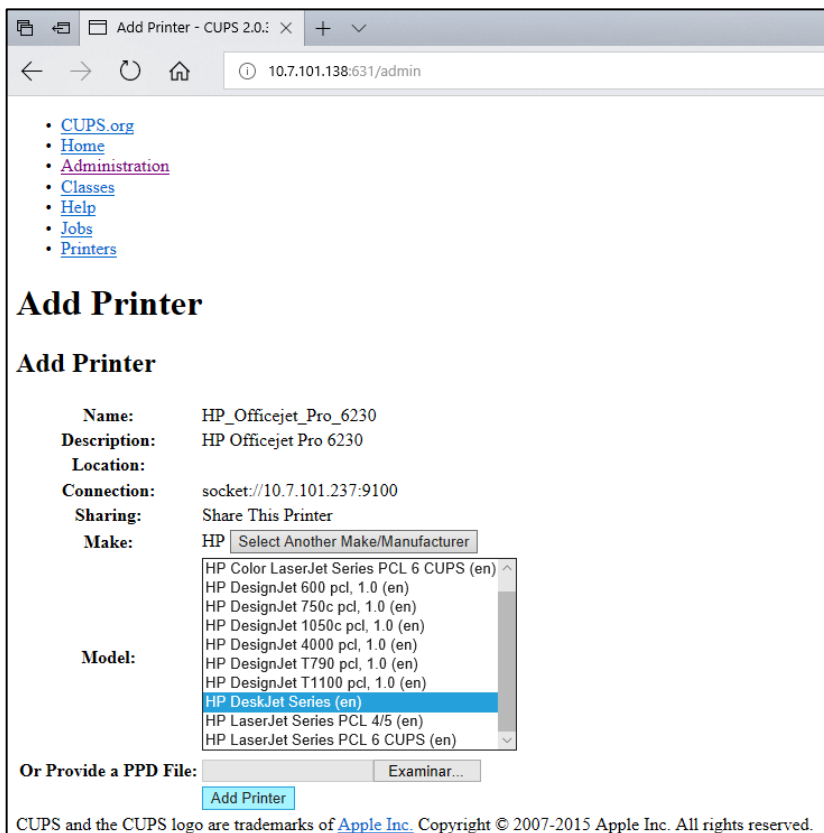 Add Printer - CUPS 2.0.:
10.7.101.138:631/admin
• CUPS.org
• Home
• Administration
• Classes
• Help
• Jobs
• Printers
Add Printer
Add Printer
Name: HP_Officejet_Pro_6230
Description: HP Officejet Pro 6230
Location:
Connection: socket://10.7.101.237:9100
Sharing: Share This Printer
Make: HP Select Another Make/Manufacturer
HP Color LaserJet Series PCL 6 CUPS (en)
HP DesignJet 600 pcl, 1.0 (en)
HP DesignJet 750c pcl, 1.0 (en)
HP DesignJet 1050c pcl, 1.0 (en)
HP DesignJet 4000 pcl, 1.0 (en)
Model: HP DesignJet T790 pcl, 1.0 (en)
HP DesignJet T1100 pcl, 1.0 (en)
HP DeskJet Series (en)
HP LaserJet Series PCL 4/5 (en)
HP LaserJet Series PCL 6 CUPS (en)
Or Provide a PPD File: Examinar...
Add Printer
CUPS and the CUPS logo are trademarks of Apple Inc. Copyright © 2007-2015 Apple Inc. All rights reserved.